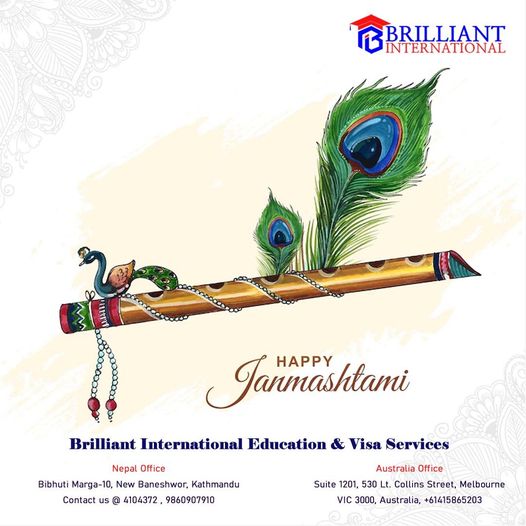 BRILLIANT
INTERNATIONAL
HAPPY
Janmashtami
Brilliant International Education & Visa Services
Nepal Office
Bibhuti Marga-10, New Baneshwor, Kathmandu
Contact us @ 4104372 , 9860907910
Australia Office
Suite 1201, 530 Lt. Collins Street, Melbourne
VIC 3000, Australia, +61415865203